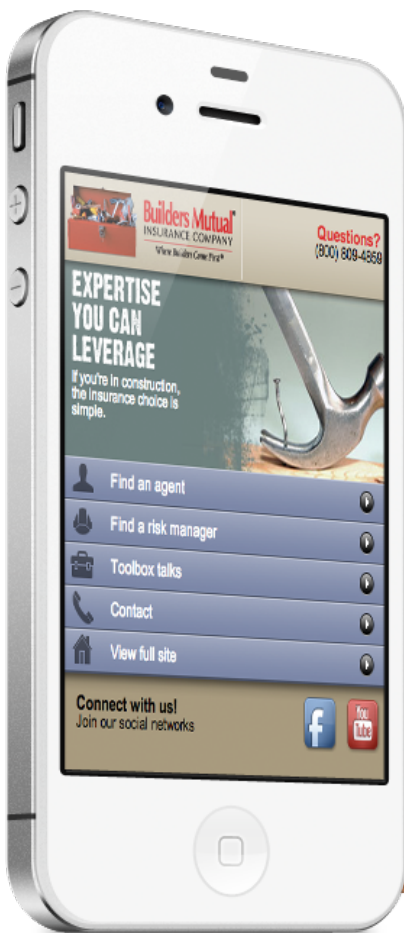 Builders Mutual®
INSURANCE COMPANY
"Where Builders Come First"®
Questions?
(800) 809-4859
EXPERTISE
YOU CAN
LEVERAGE
If you're in construction,
the insurance choice is
simple.
Find an agent
Find a risk manager
Toolbox talks
Contact
View full site
Connect with us!
Join our social networks
f
You
Tube